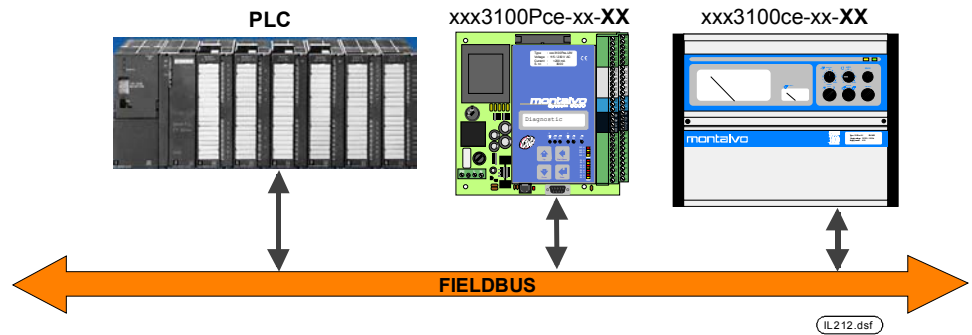 PLC
xxx3100Pce-xx-XX
xxx3100ce-xx-XX
montalvo
Diagnostic
montalvo
FIELDBUS
IL212.dsf